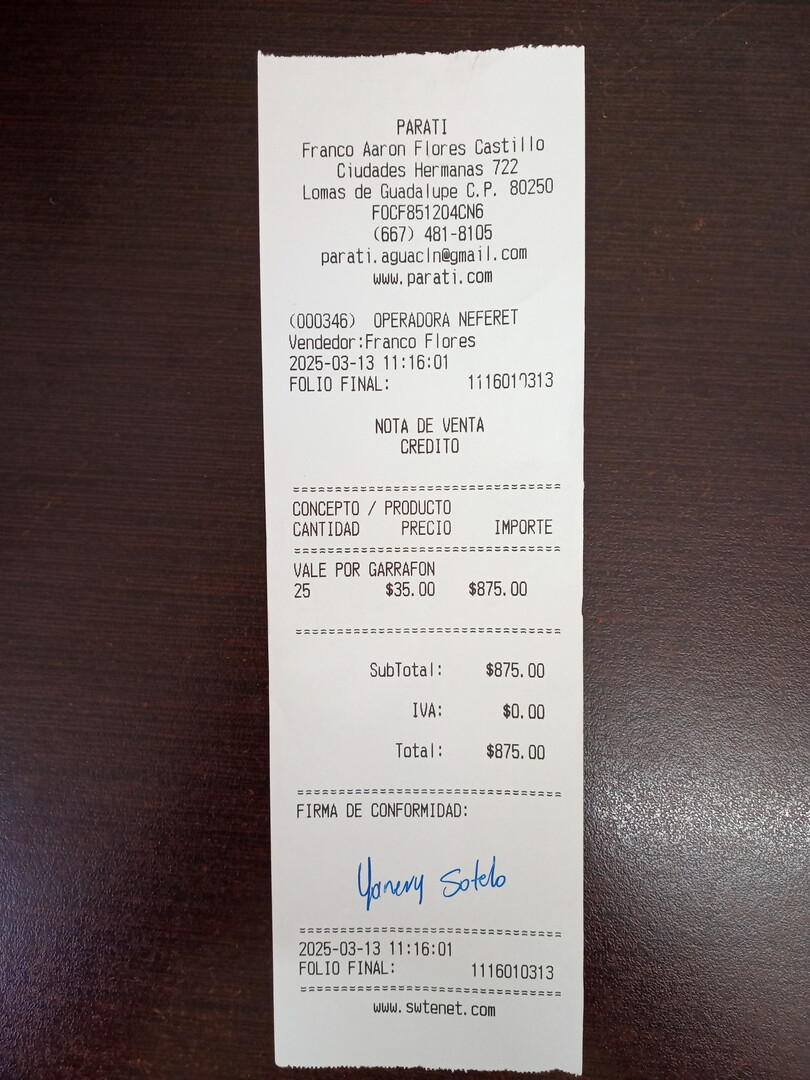 PARATI
Franco Aaron Flores Castillo
Ciudades Hermanas 722
Lomas de Guadalupe C.P. 80250
FOCF851204CN6
(667) 481-8105
parati.aguacln@gmail.com
www.parati.com
(000346) OPERADORA NEFERET
Vendedor:Franco Flores
2025-03-13 11:16:01
FOLIO FINAL: 1116010313
NOTA DE VENTA
CREDITO
================================
CONCEPTO / PRODUCTO
CANTIDAD PRECIO IMPORTE
================================
VALE POR GARRAFON
25 $35.00 $875.00
================================
SubTotal: $875.00
IVA: $0.00
Total: $875.00
================================
FIRMA DE CONFORMIDAD:
Yanery Sotelo
================================
2025-03-13 11:16:01
FOLIO FINAL: 1116010313
================================
www.swtenet.com